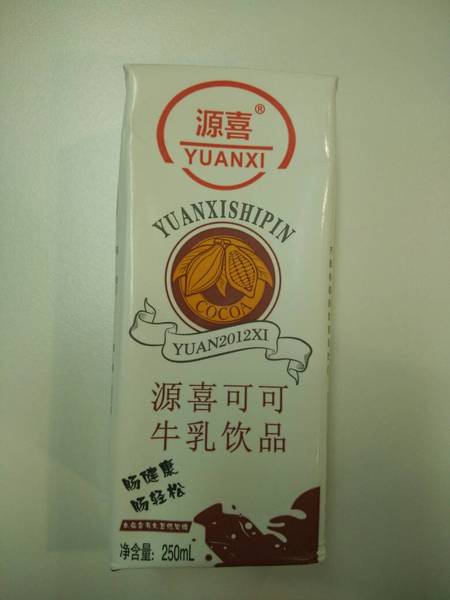 源喜®
YUANXI
YUANXISHIPIN
COCOA
YUAN2012XI
源喜可可
牛乳饮品
肠健康
肠轻松
净含量：250mL